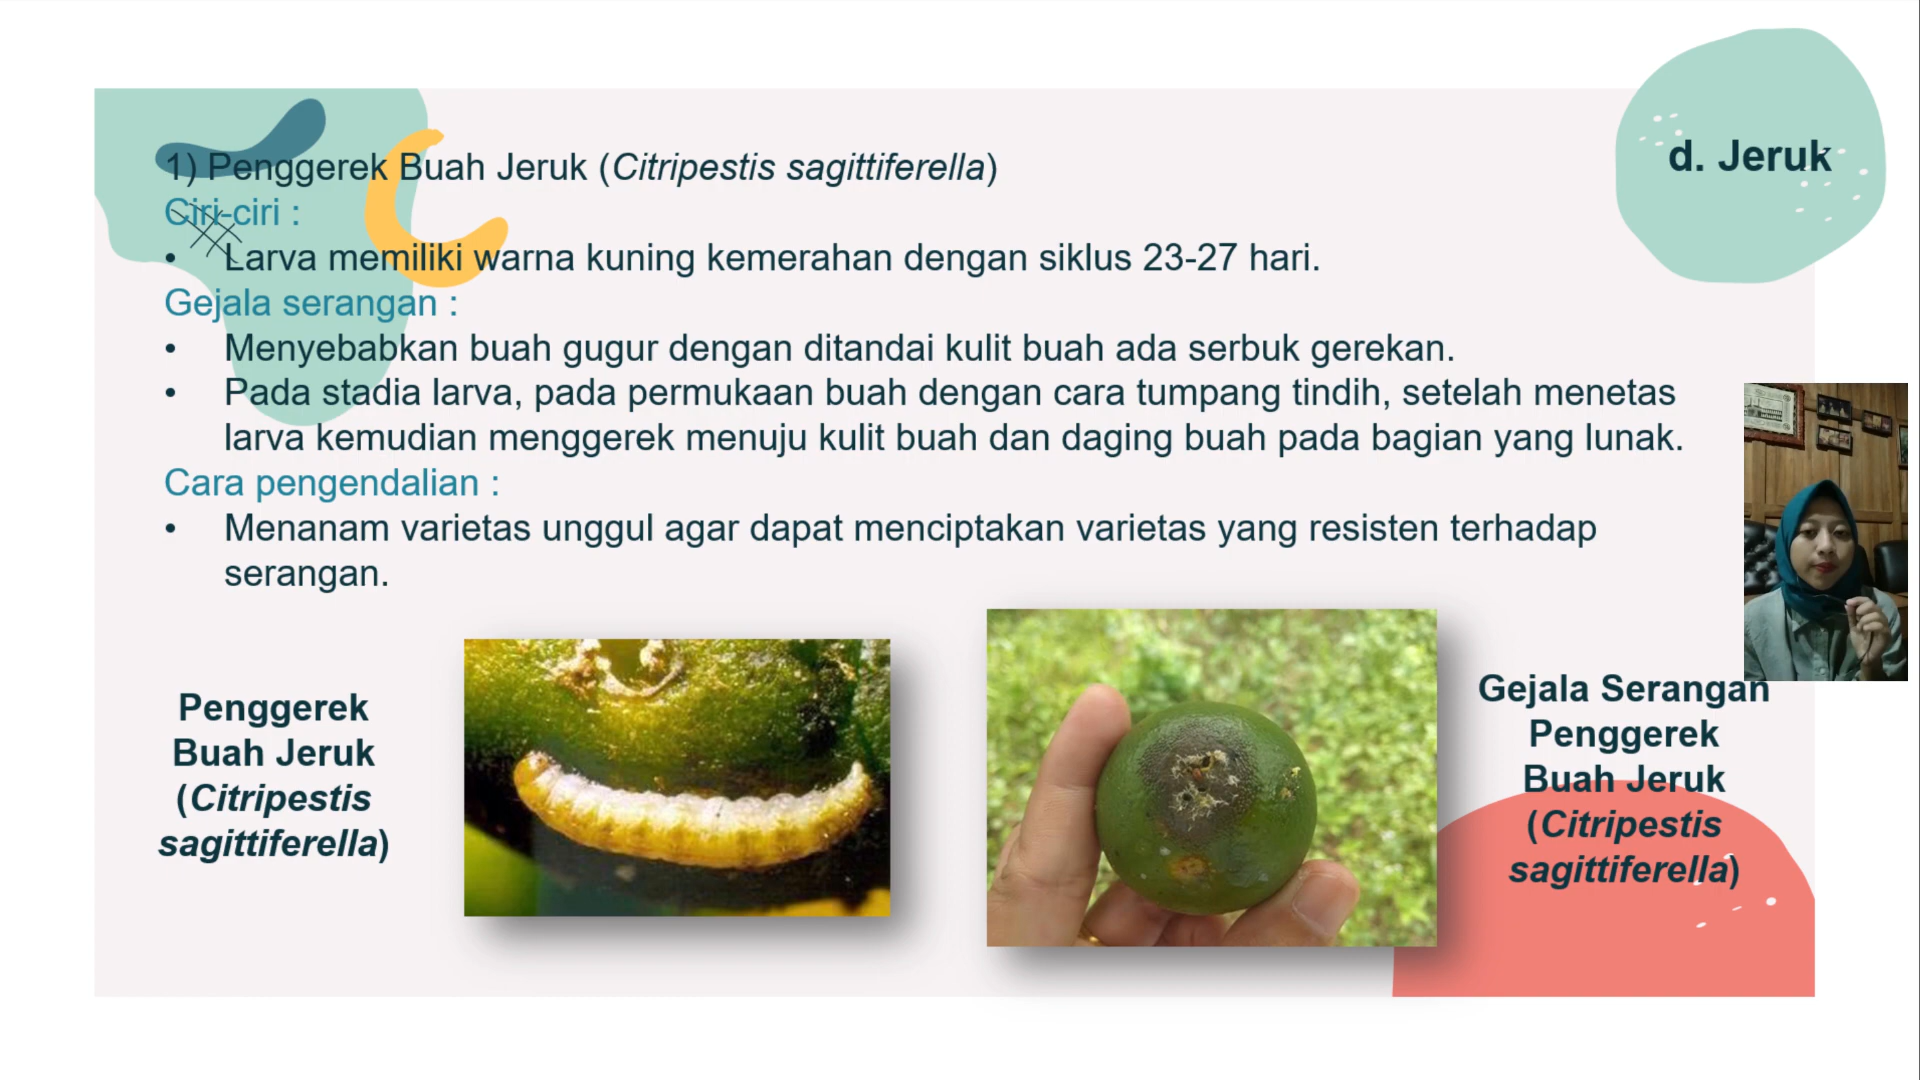 d. Jeruk
1) Penggerek Buah Jeruk (Citripestis sagittiferella)
Ciri-ciri :
• Larva memiliki warna kuning kemerahan dengan siklus 23-27 hari.
Gejala serangan :
• Menyebabkan buah gugur dengan ditandai kulit buah ada serbuk gerekan.
• Pada stadia larva, pada permukaan buah dengan cara tumpang tindih, setelah menetas
larva kemudian menggerek menuju kulit buah dan daging buah pada bagian yang lunak.
Cara pengendalian :
• Menanam varietas unggul agar dapat menciptakan varietas yang resisten terhadap
serangan.
Penggerek
Buah Jeruk
(Citripestis
sagittiferella)
Gejala Serangan
Penggerek
Buah Jeruk
(Citripestis
sagittiferella)